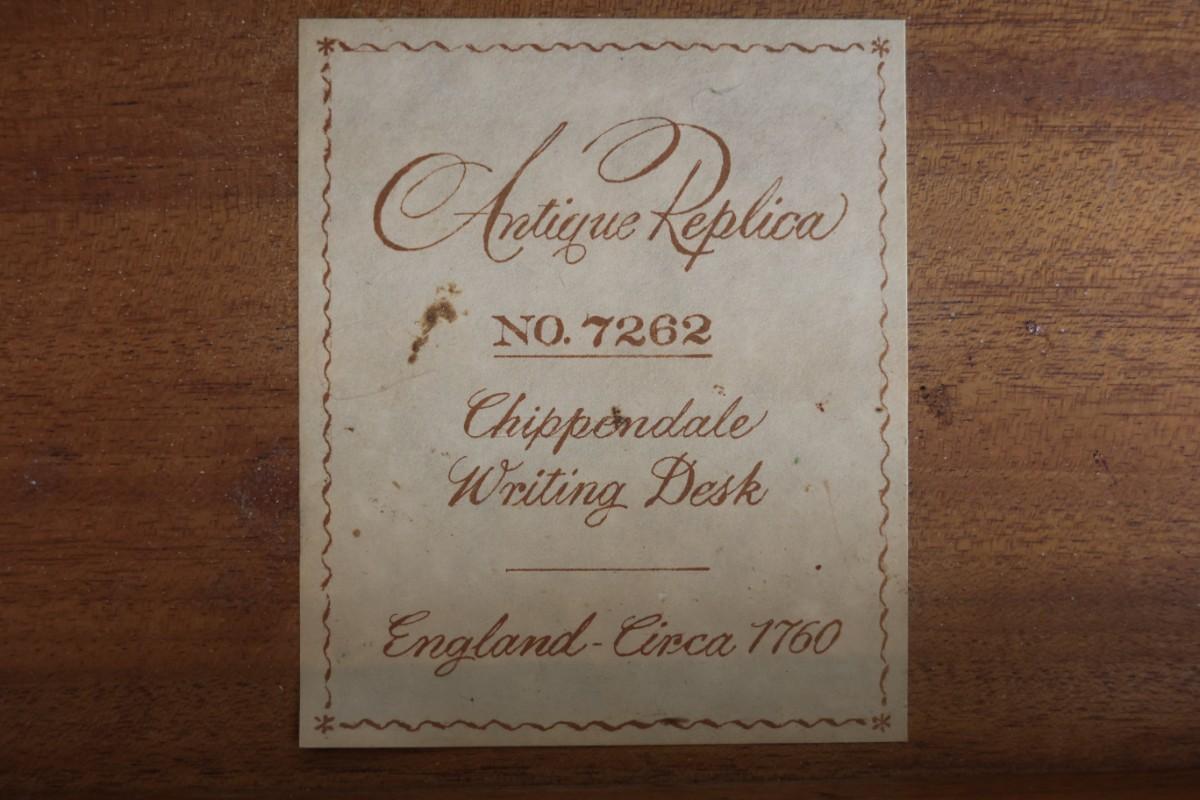 Antique Replica
NO. 7262
Chippendale
Writing Desk
England - Circa 1760